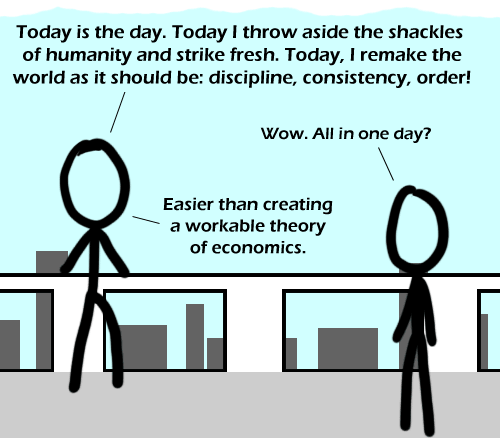 Today is the day. Today I throw aside the shackles
of humanity and strike fresh. Today, I remake the
world as it should be: discipline, consistency, order!
Wow. All in one day?
Easier than creating
a workable theory
of economics.